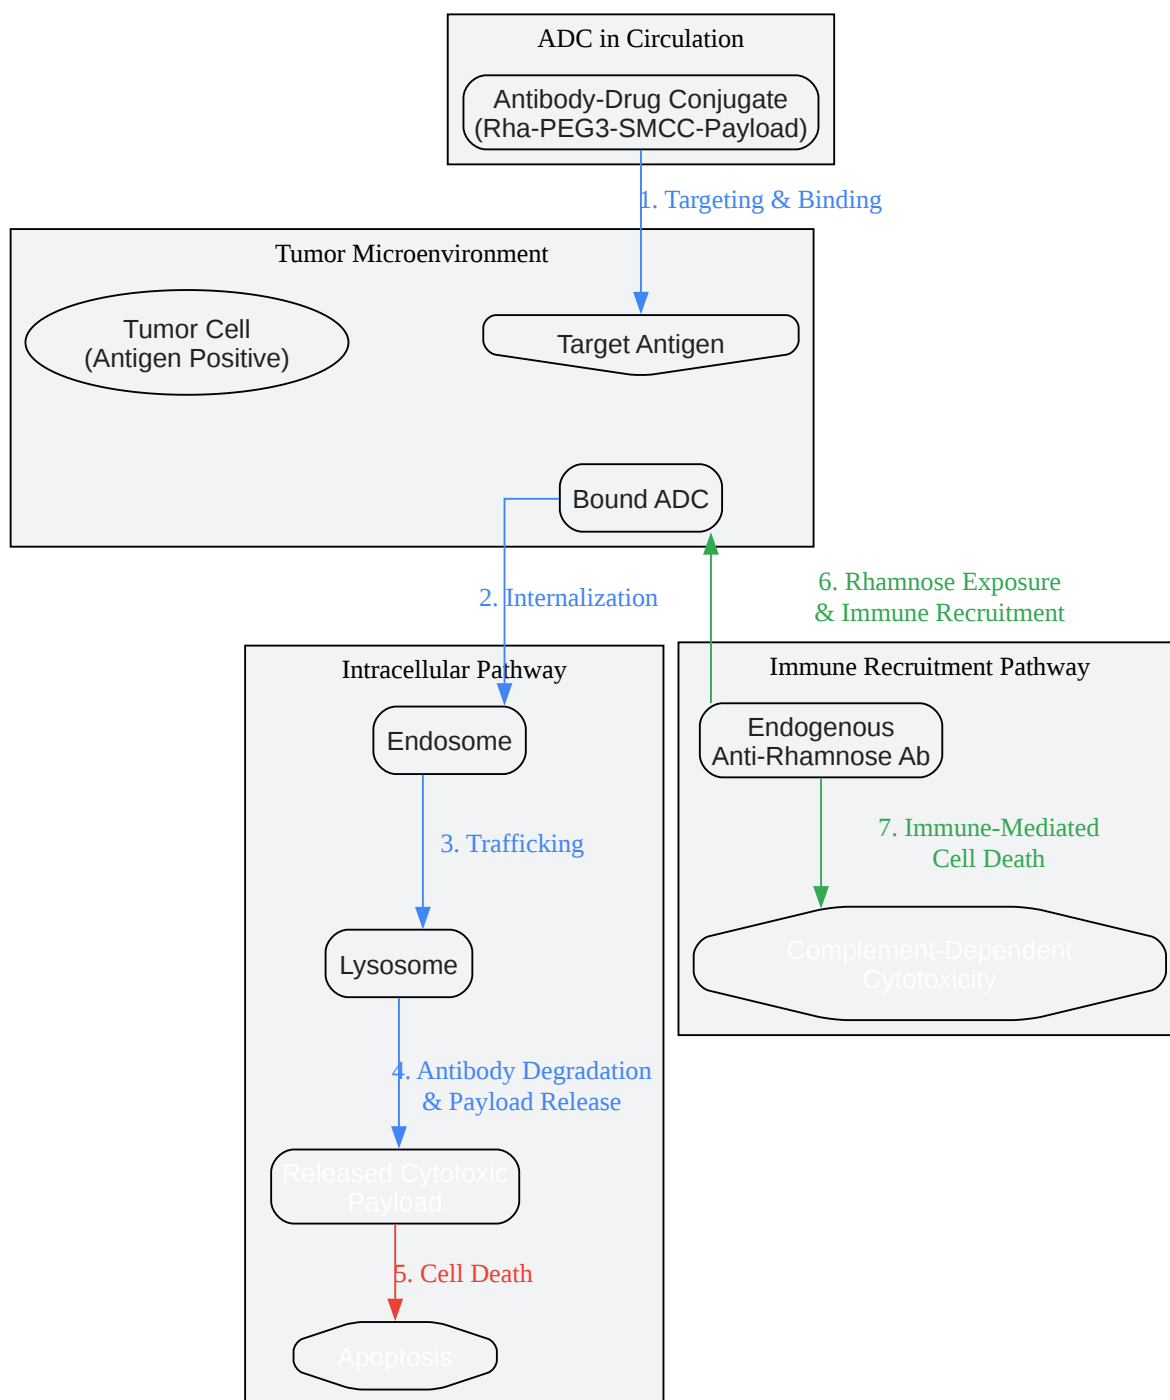 ADC in Circulation
Antibody-Drug Conjugate
(Rha-PEG3-SMCC-Payload)
1. Targeting & Binding
Tumor Microenvironment
Tumor Cell
(Antigen Positive)
Target Antigen
Bound ADC
2. Internalization
6. Rhamnose Exposure
& Immune Recruitment
Intracellular Pathway
Immune Recruitment Pathway
Endosome
Endogenous
Anti-Rhamnose Ab
3. Trafficking
7. Immune-Mediated
Cell Death
Lysosome
Complement-Dependent
Cytotoxicity
4. Antibody Degradation
& Payload Release
Released Cytotoxic
Payload
5. Cell Death
Apoptosis